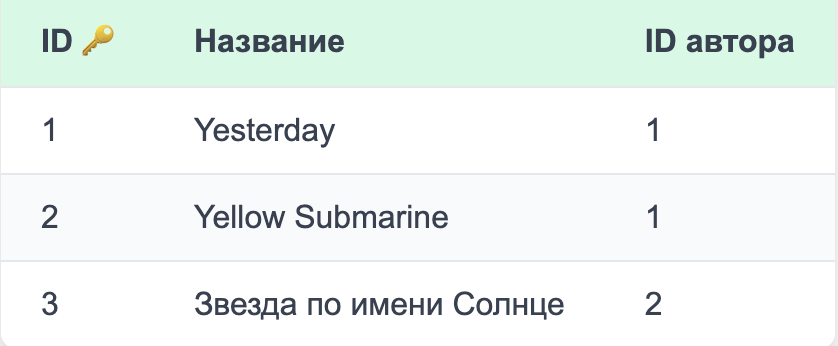 ID 🔑 Название ID автора
1 Yesterday 1
2 Yellow Submarine 1
3 Звезда по имени Солнце 2